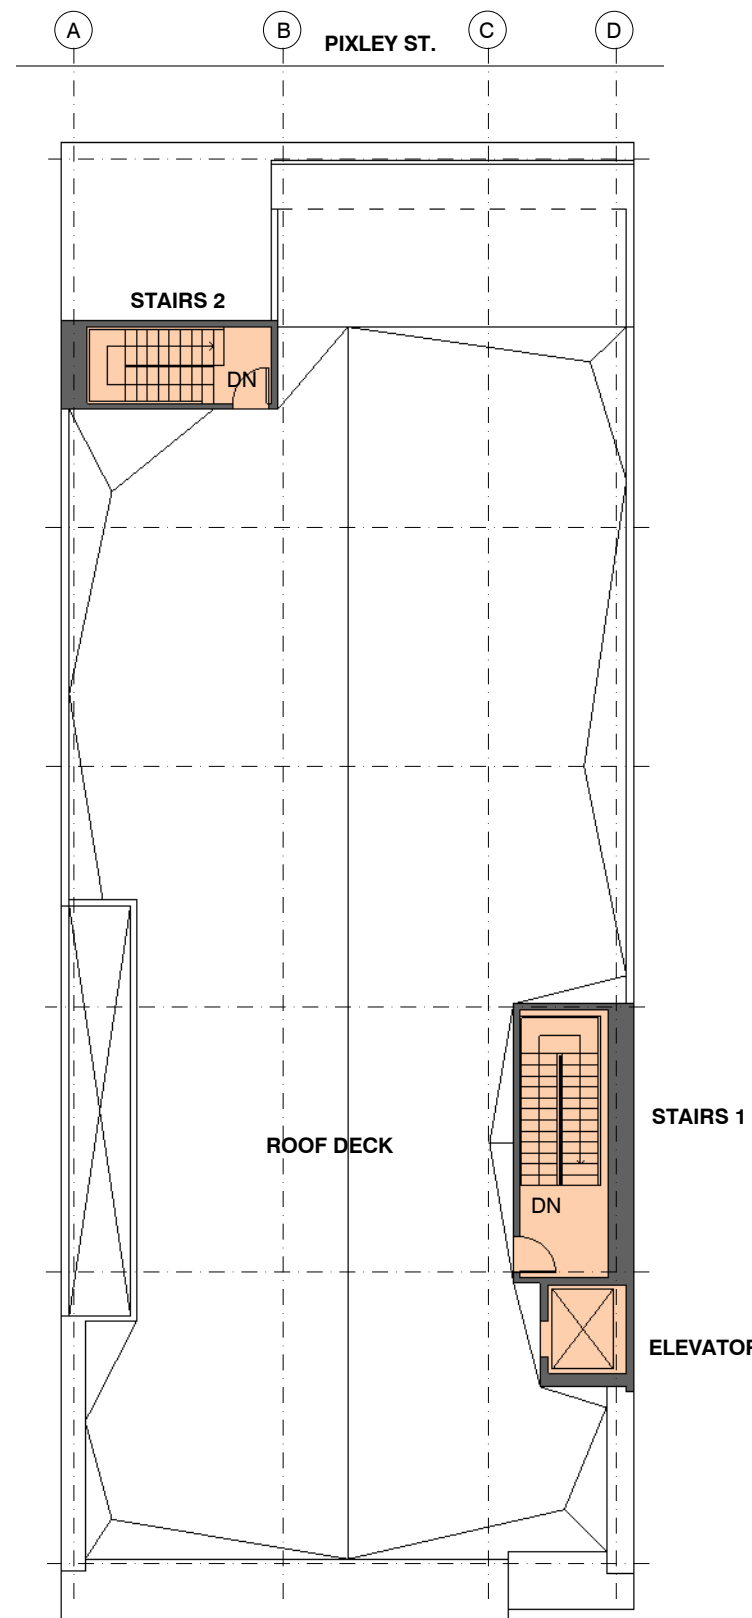 A B C D
PIXLEY ST.
STAIRS 2
DN
STAIRS 1
ROOF DECK
DN
ELEVATOR